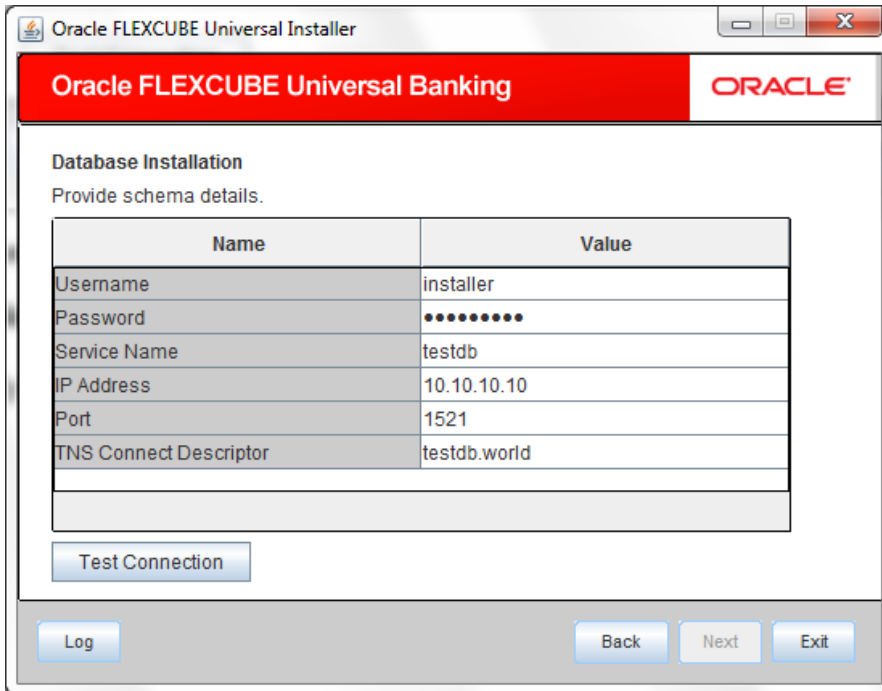 Oracle FLEXCUBE Universal Installer
Oracle FLEXCUBE Universal Banking
ORACLE
Database Installation
Provide schema details.
Name Value
Username installer
Password •••••••••
Service Name testdb
IP Address 10.10.10.10
Port 1521
TNS Connect Descriptor testdb.world
Test Connection
Log Back Next Exit